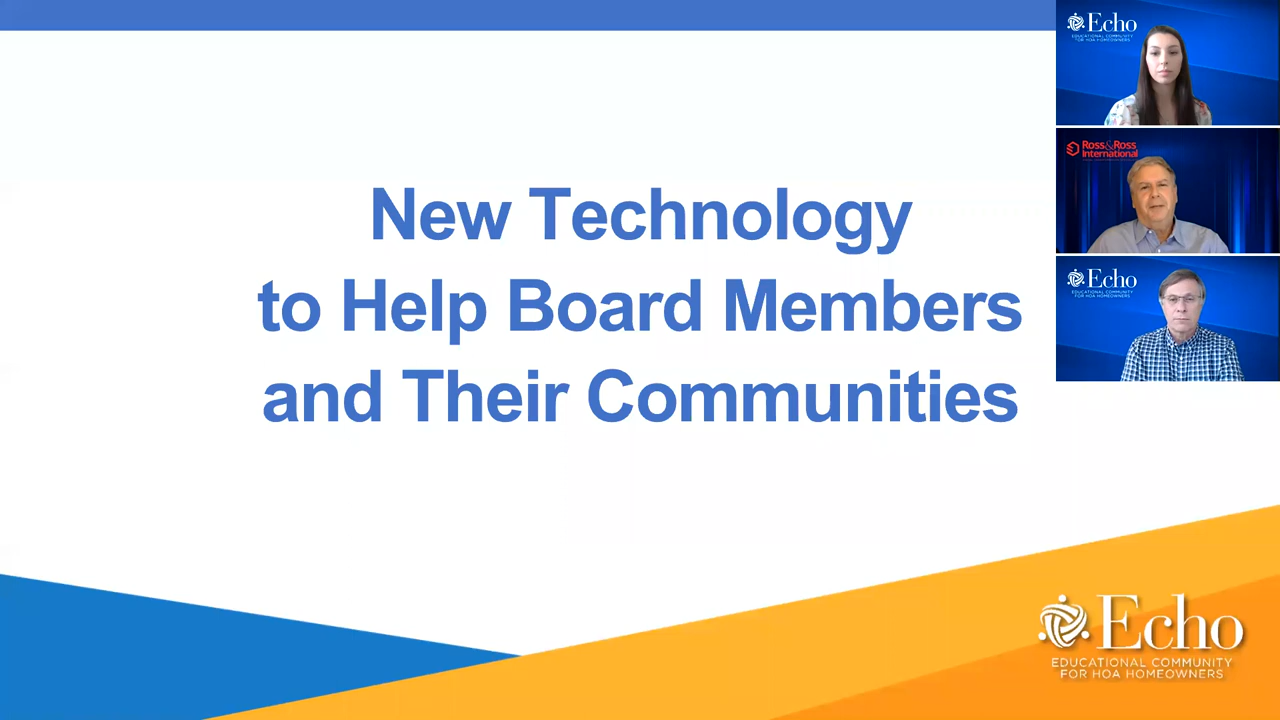 New Technology
to Help Board Members
and Their Communities
Echo
EDUCATIONAL COMMUNITY
FOR HOA HOMEOWNERS
Ross&Ross
International
Echo
EDUCATIONAL COMMUNITY
FOR HOA HOMEOWNERS
Echo
EDUCATIONAL COMMUNITY
FOR HOA HOMEOWNERS